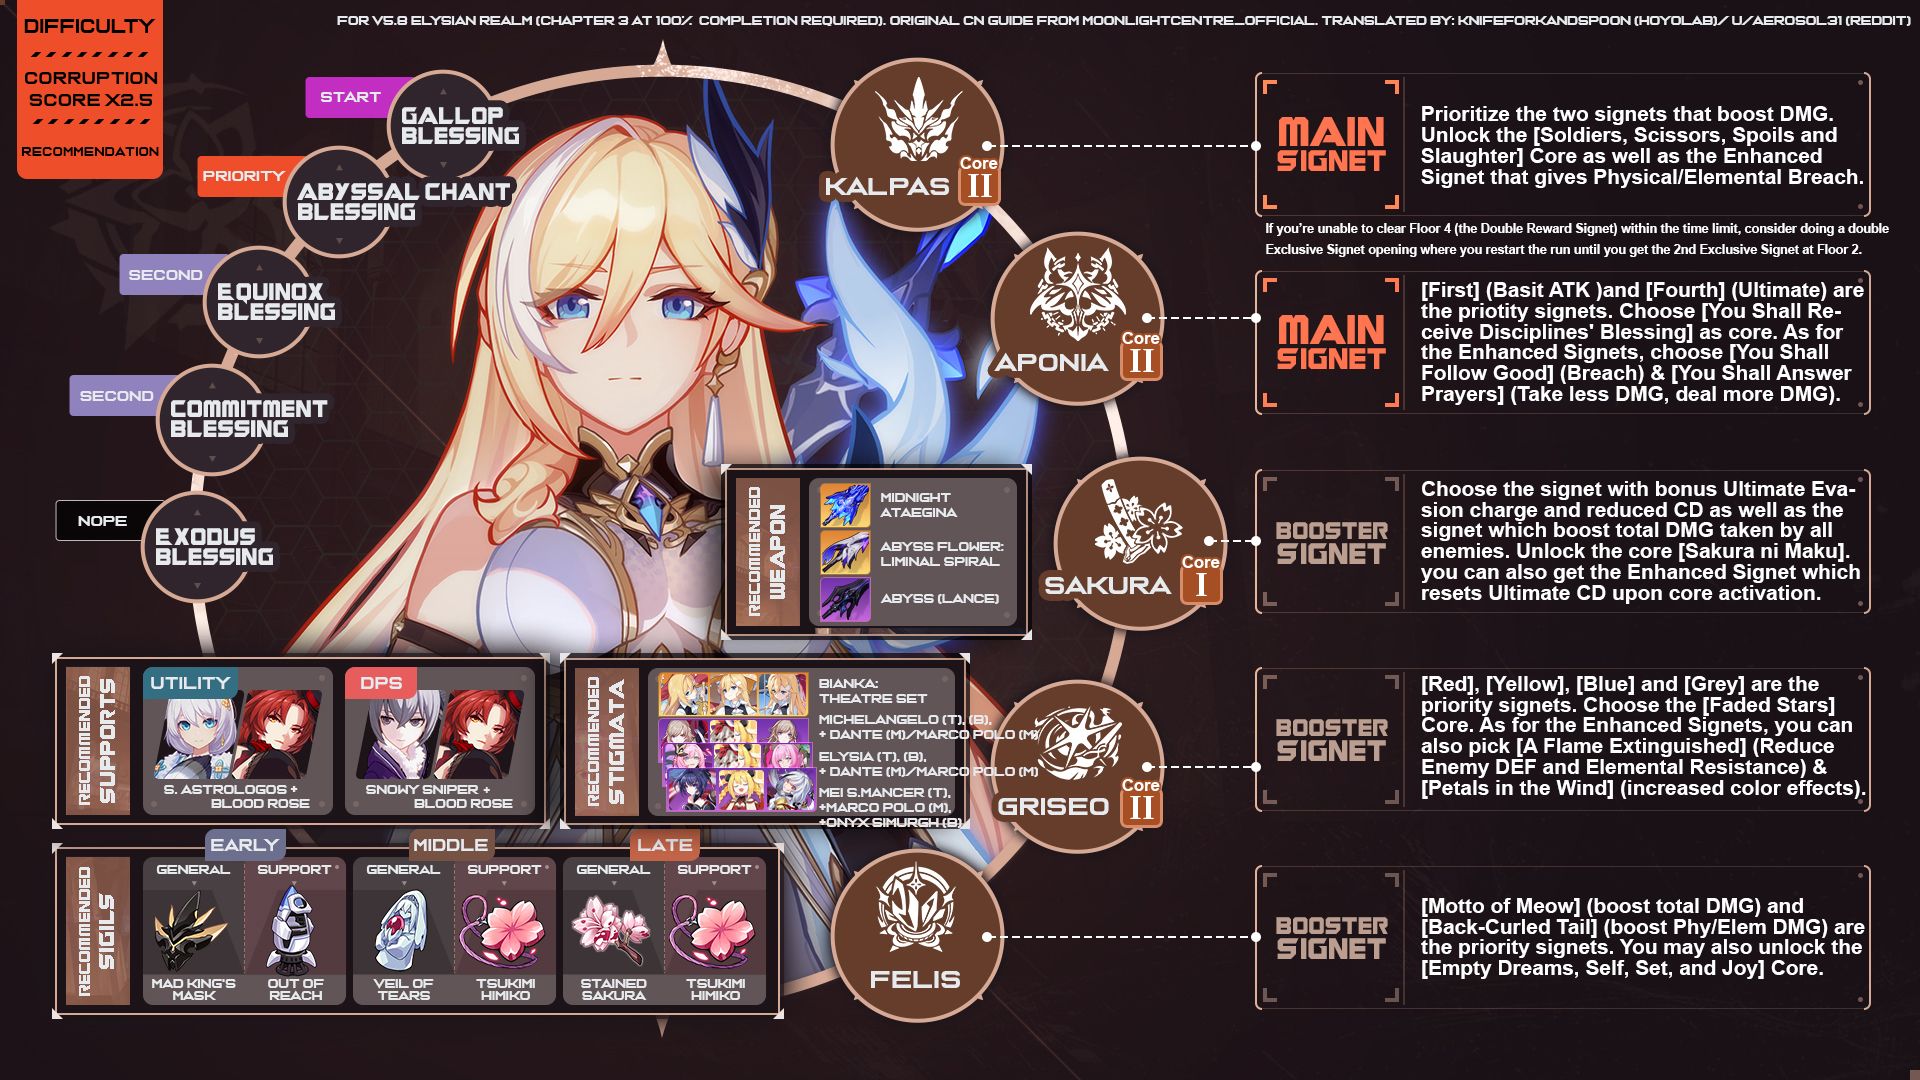 FOR V5.8 ELYSIAN REALM (CHAPTER 3 AT 100% COMPLETION REQUIRED). ORIGINAL CN GUIDE FROM MOONLIGHTCENTRE_OFFICIAL. TRANSLATED BY: KNIFEFORKANDSPOON (HOYOLAB)/ U/AEROSOL31 (REDDIT)
DIFFICULTY
CORRUPTION
SCORE X2.5
RECOMMENDATION
START
GALLOP
BLESSING
PRIORITY
ABYSSAL CHANT
BLESSING
SECOND
EQUINOX
BLESSING
SECOND
COMMITMENT
BLESSING
NOPE
EXODUS
BLESSING
KALPAS
Core
II
MAIN
SIGNET
Prioritize the two signets that boost DMG.
Unlock the [Soldiers, Scissors, Spoils and
Slaughter] Core as well as the Enhanced
Signet that gives Physical/Elemental Breach.
If you're unable to clear Floor 4 (the Double Reward Signet) within the time limit, consider doing a double
Exclusive Signet opening where you restart the run until you get the 2nd Exclusive Signet at Floor 2.
APONIA
Core
II
MAIN
SIGNET
[First] (Basit ATK )and [Fourth] (Ultimate) are
the priotity signets. Choose [You Shall Re-
ceive Disciplines' Blessing] as core. As for
the Enhanced Signets, choose [You Shall
Follow Good] (Breach) & [You Shall Answer
Prayers] (Take less DMG, deal more DMG).
SAKURA
Core
I
BOOSTER
SIGNET
Choose the signet with bonus Ultimate Eva-
sion charge and reduced CD as well as the
signet which boost total DMG taken by all
enemies. Unlock the core [Sakura ni Maku].
you can also get the Enhanced Signet which
resets Ultimate CD upon core activation.
GRISEO
Core
II
BOOSTER
SIGNET
[Red], [Yellow], [Blue] and [Grey] are the
priority signets. Choose the [Faded Stars]
Core. As for the Enhanced Signets, you can
also pick [A Flame Extinguished] (Reduce
Enemy DEF and Elemental Resistance) &
[Petals in the Wind] (increased color effects).
FELIS
BOOSTER
SIGNET
[Motto of Meow] (boost total DMG) and
[Back-Curled Tail] (boost Phy/Elem DMG) are
the priority signets. You may also unlock the
[Empty Dreams, Self, Set, and Joy] Core.
RECOMMENDED
WEAPON
MIDNIGHT
ATAEGINA
ABYSS FLOWER:
LIMINAL SPIRAL
ABYSS (LANCE)
RECOMMENDED
SUPPORTS
UTILITY
S. ASTROLOGOS +
BLOOD ROSE
DPS
SNOWY SNIPER +
BLOOD ROSE
RECOMMENDED
STIGMATA
BIANKA:
THEATRE SET
MICHELANGELO (T), (B),
+ DANTE (M)/MARCO POLO (M)
ELYSIA (T), (B),
+ DANTE (M)/MARCO POLO (M)
MEI S.MANCER (T),
+MARCO POLO (M),
+ONYX SIMURGH (B)
RECOMMENDED
SIGILS
EARLY
GENERAL
SUPPORT
MAD KING'S
MASK
OUT OF
REACH
MIDDLE
GENERAL
SUPPORT
VEIL OF
TEARS
TSUKIMI
HIMIKO
LATE
GENERAL
SUPPORT
STAINED
SAKURA
TSUKIMI
HIMIKO